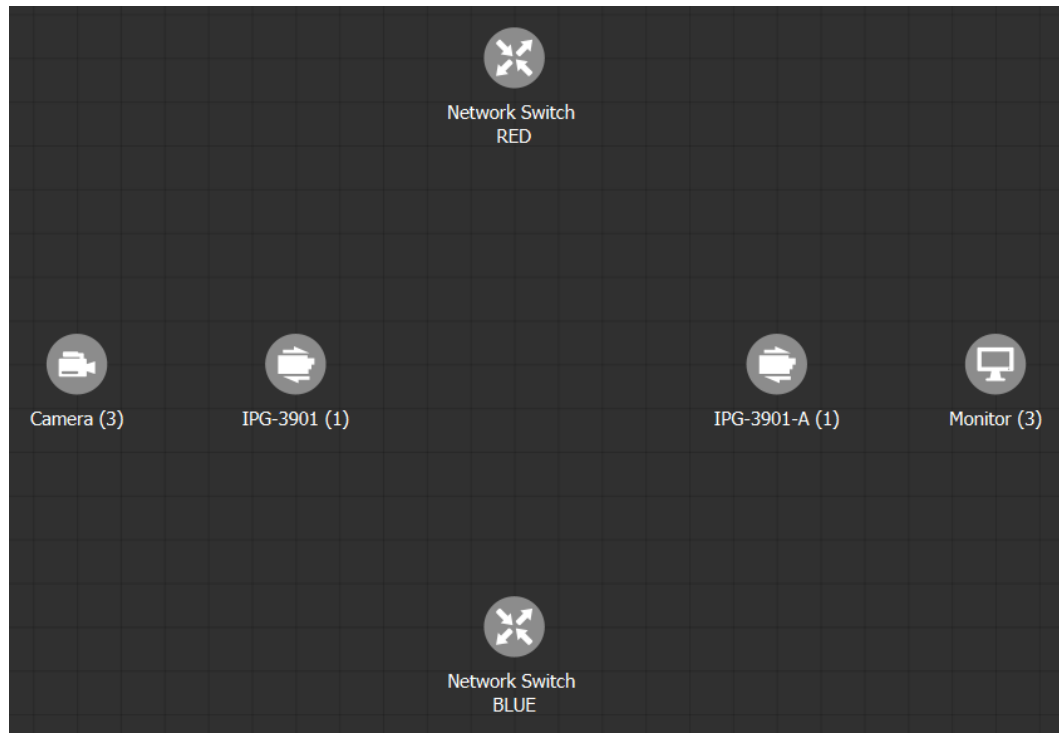 Network Switch
RED
Camera (3)
IPG-3901 (1)
IPG-3901-A (1)
Monitor (3)
Network Switch
BLUE